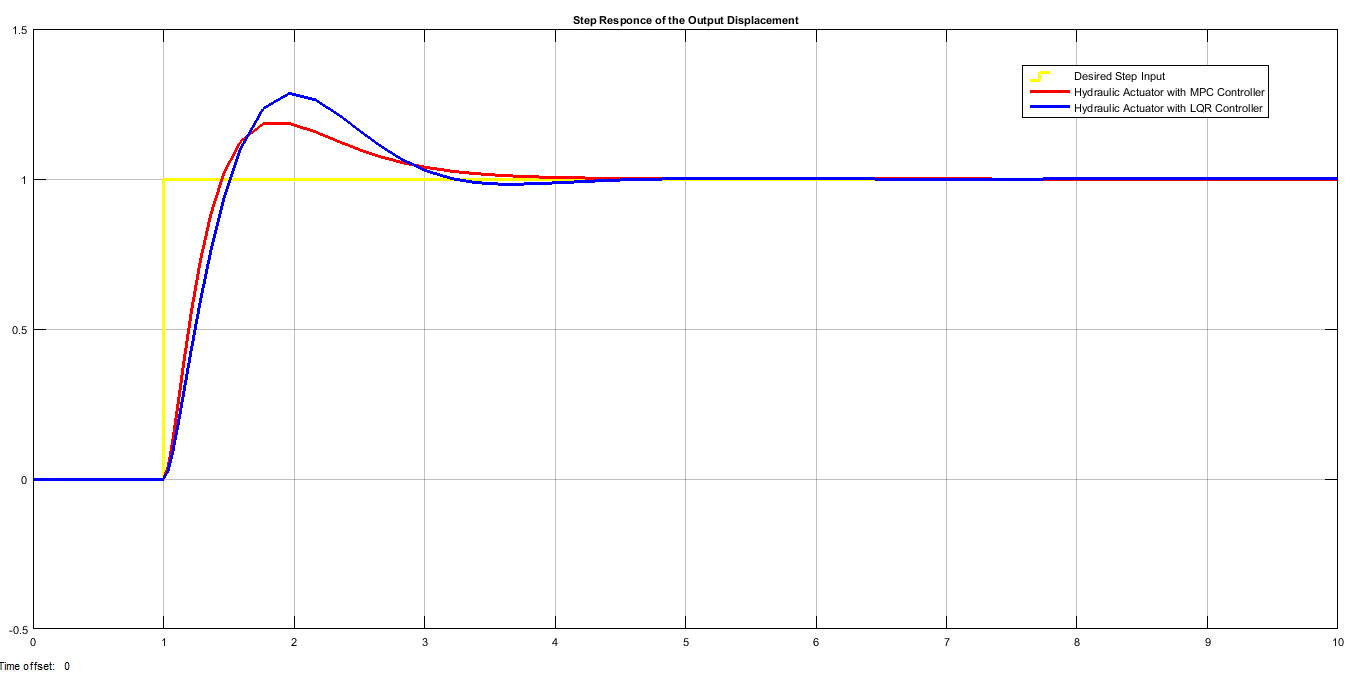 Step Responce of the Output Displacement
1.5
Desired Step Input
Hydraulic Actuator with MPC Controller
Hydraulic Actuator with LQR Controller
1
0.5
0
-0.5
0 1 2 3 4 5 6 7 8 9 10
Time offset: 0